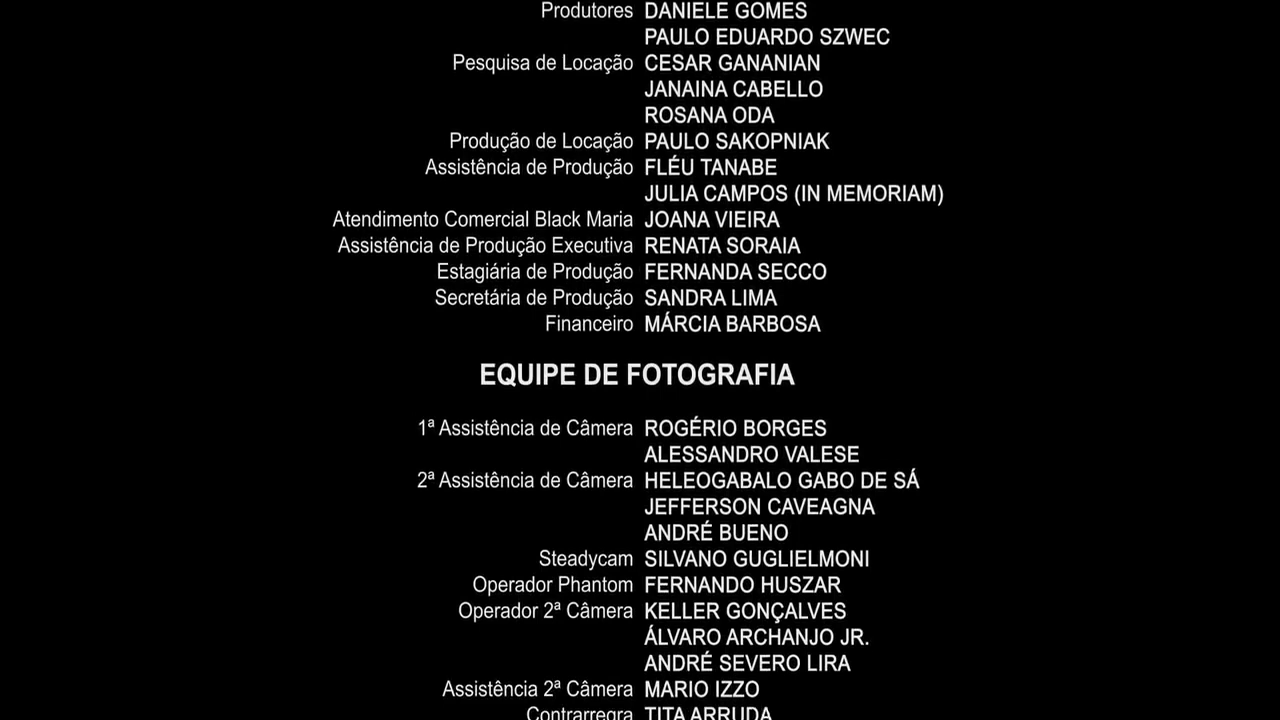 Produtores DANIELE GOMES
PAULO EDUARDO SZWEC
Pesquisa de Locação CESAR GANANIAN
JANAINA CABELLO
ROSANA ODA
Produção de Locação PAULO SAKOPNIAK
Assistência de Produção FLÉU TANABE
JULIA CAMPOS (IN MEMORIAM)
Atendimento Comercial Black Maria JOANA VIEIRA
Assistência de Produção Executiva RENATA SORAIA
Estagiária de Produção FERNANDA SECCO
Secretária de Produção SANDRA LIMA
Financeiro MÁRCIA BARBOSA
EQUIPE DE FOTOGRAFIA
1ª Assistência de Câmera ROGÉRIO BORGES
ALESSANDRO VALESE
2ª Assistência de Câmera HELEOGABALO GABO DE SÁ
JEFFERSON CAVEAGNA
ANDRÉ BUENO
Steadycam SILVANO GUGLIELMONI
Operador Phantom FERNANDO HUSZAR
Operador 2ª Câmera KELLER GONÇALVES
ÁLVARO ARCHANJO JR.
ANDRÉ SEVERO LIRA
Assistência 2ª Câmera MARIO IZZO
Contrarregra TITA ARRUDA